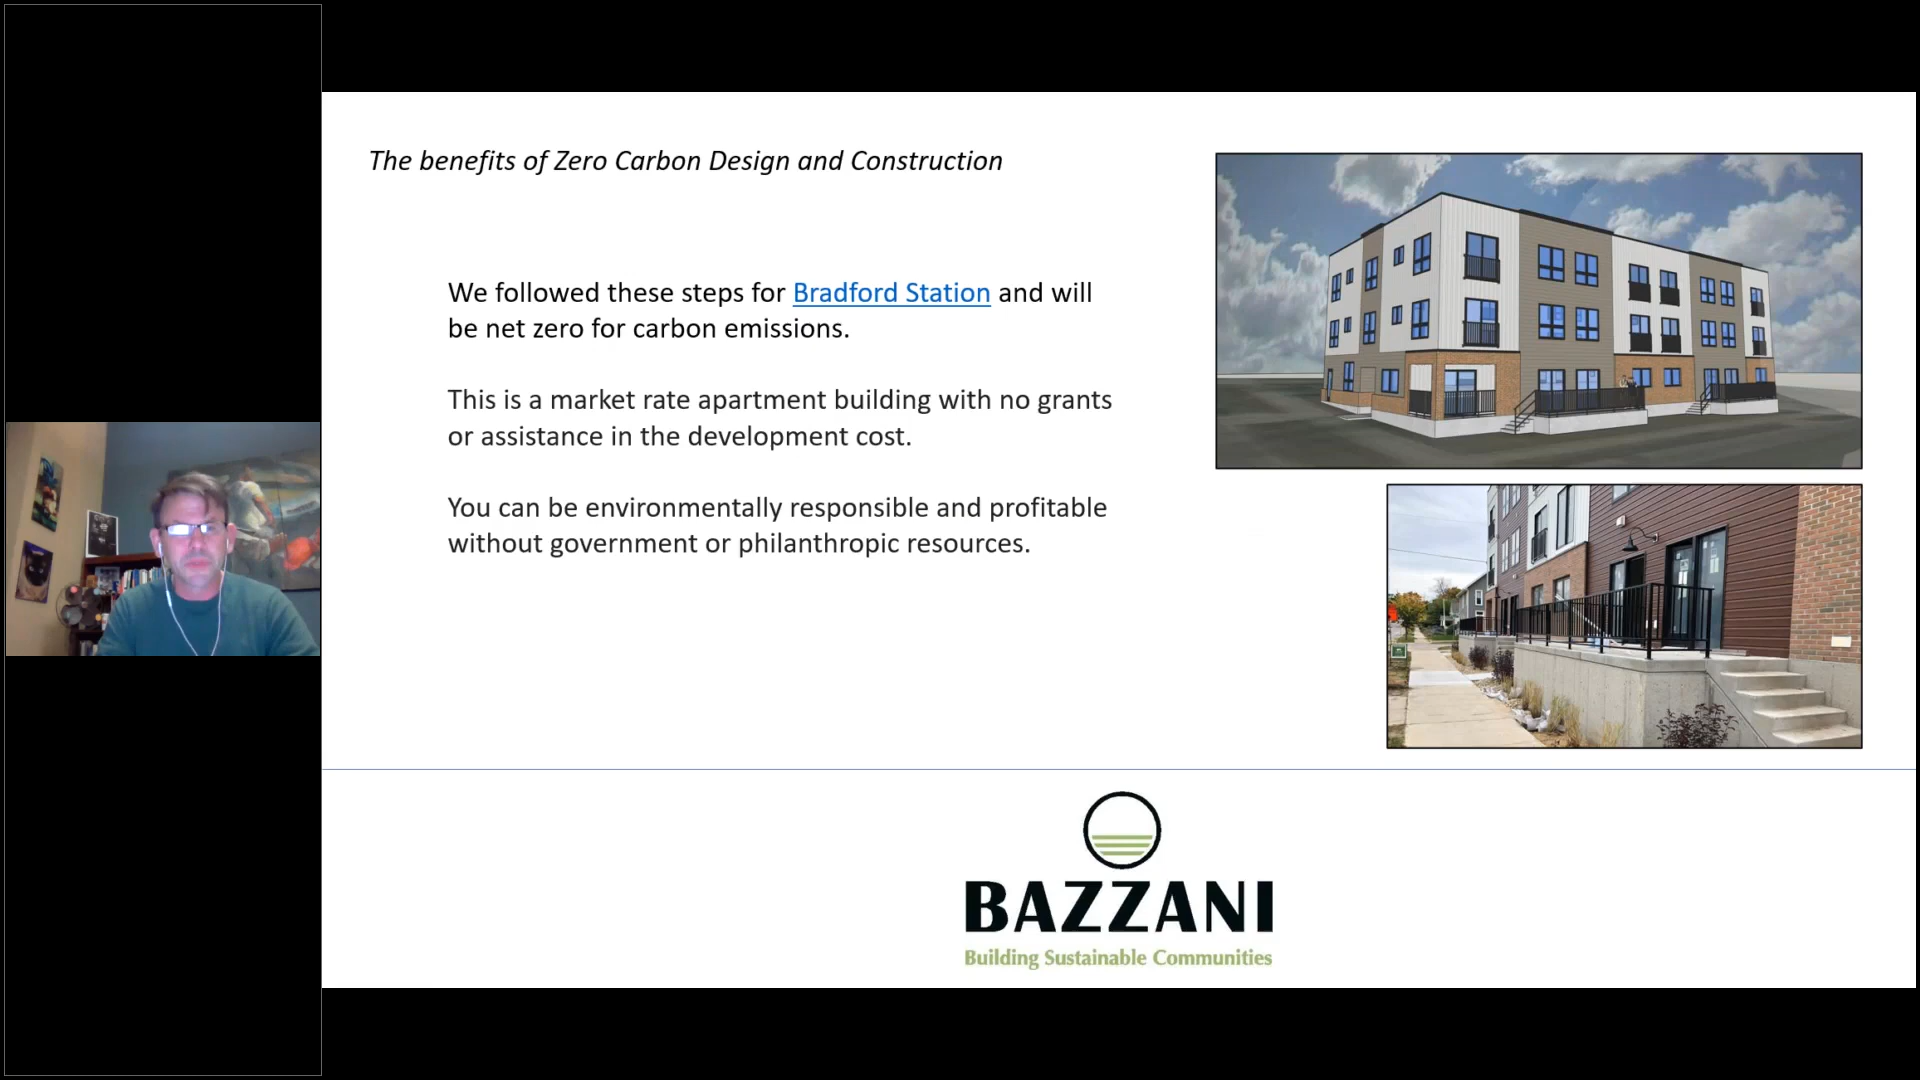 The benefits of Zero Carbon Design and Construction
We followed these steps for Bradford Station and will
be net zero for carbon emissions.
This is a market rate apartment building with no grants
or assistance in the development cost.
You can be environmentally responsible and profitable
without government or philanthropic resources.
BAZZANI
Building Sustainable Communities